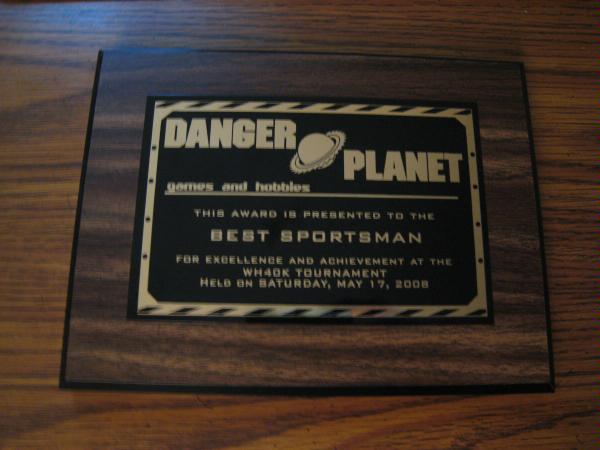 DANGER
PLANET
games and hobbies
THIS AWARD IS PRESENTED TO THE
BEST SPORTSMAN
FOR EXCELLENCE AND ACHIEVEMENT AT THE
WH40K TOURNAMENT
HELD ON SATURDAY, MAY 17, 2008